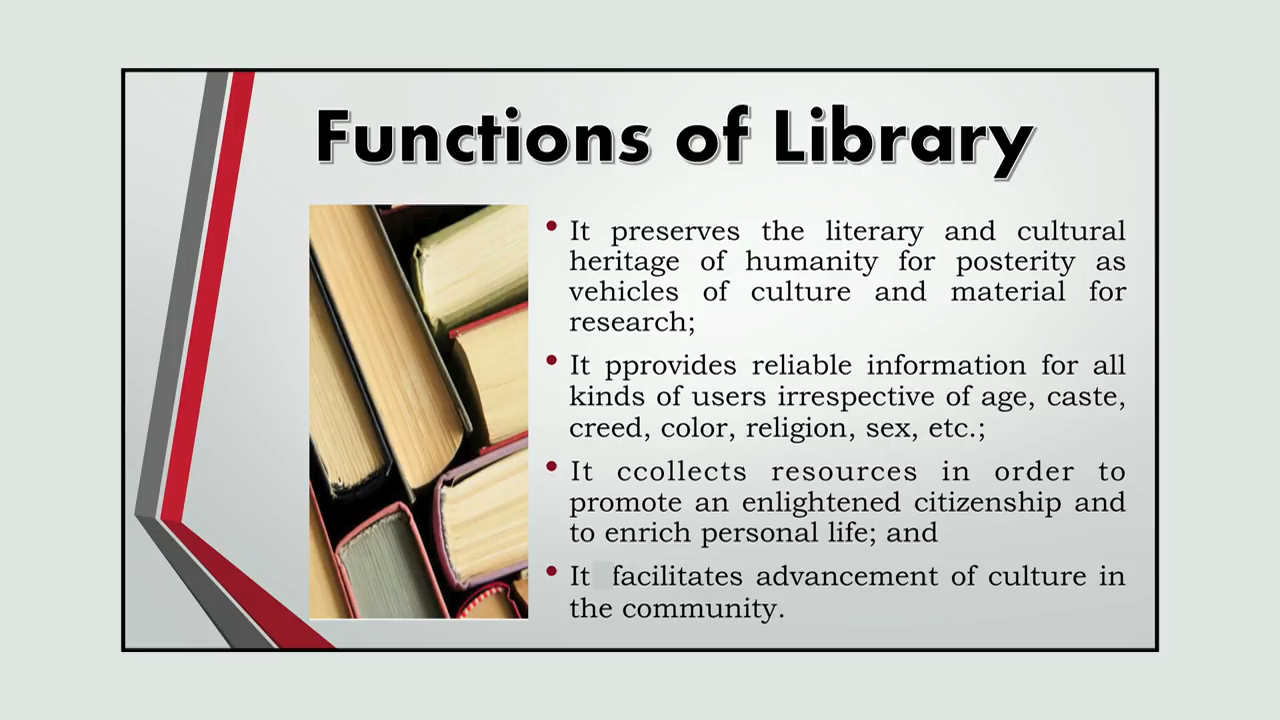 Functions of Library
• It preserves the literary and cultural
heritage of humanity for posterity as
vehicles of culture and material for
research;
• It pprovides reliable information for all
kinds of users irrespective of age, caste,
creed, color, religion, sex, etc.;
• It ccollects resources in order to
promote an enlightened citizenship and
to enrich personal life; and
• It facilitates advancement of culture in
the community.